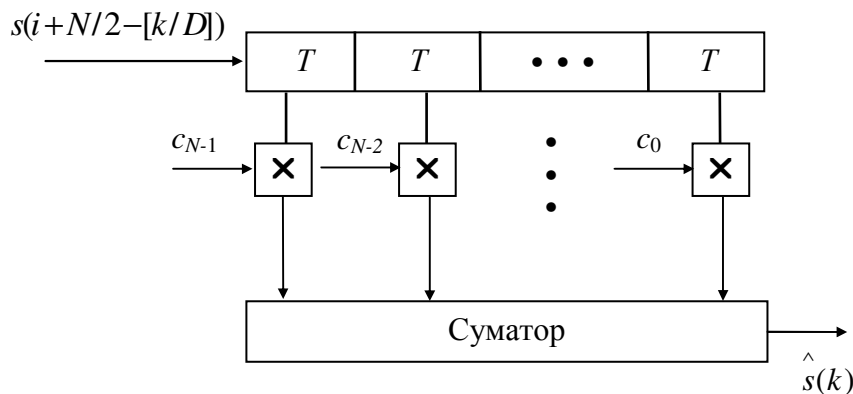 s(i+N/2−[k/D])
T T • • • T
c_{N-1} c_{N-2} c_0
× × ×
Суматор
ŝ(k)